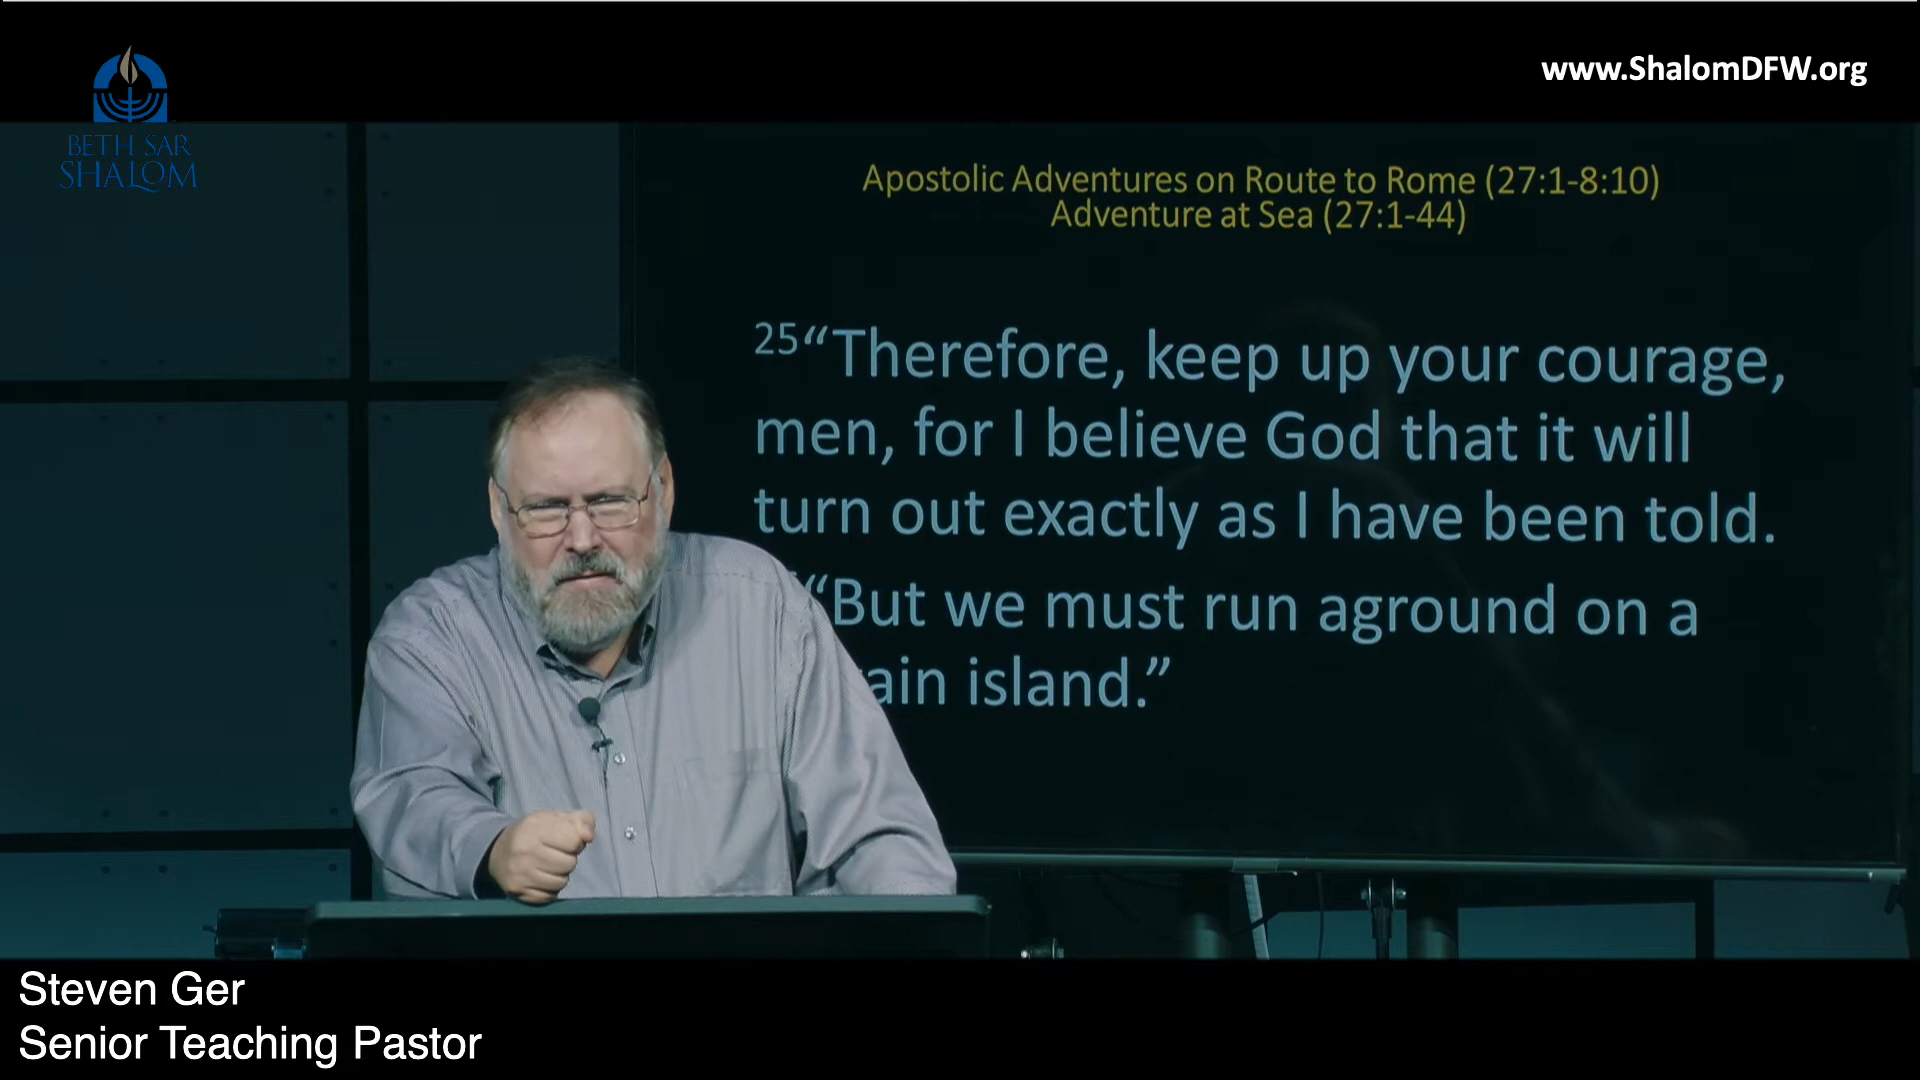 BETH SAR
SHALOM
www.ShalomDFW.org
Apostolic Adventures on Route to Rome (27:1-8:10)
Adventure at Sea (27:1-44)
25“Therefore, keep up your courage,
men, for I believe God that it will
turn out exactly as I have been told.
“But we must run aground on a
ain island.”
Steven Ger
Senior Teaching Pastor